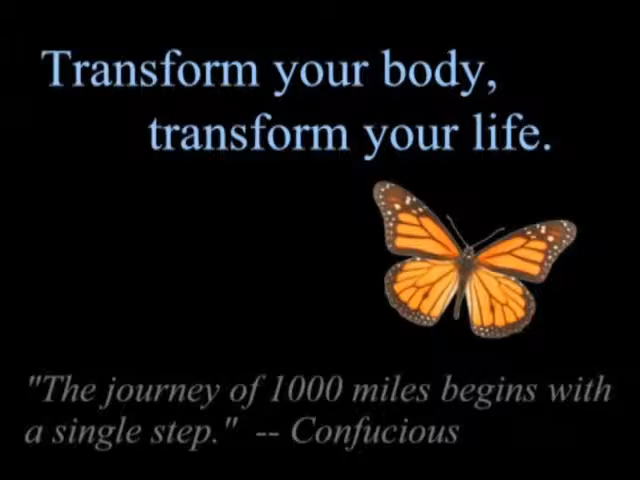 Transform your body,
transform your life.
"The journey of 1000 miles begins with
a single step." -- Confucious